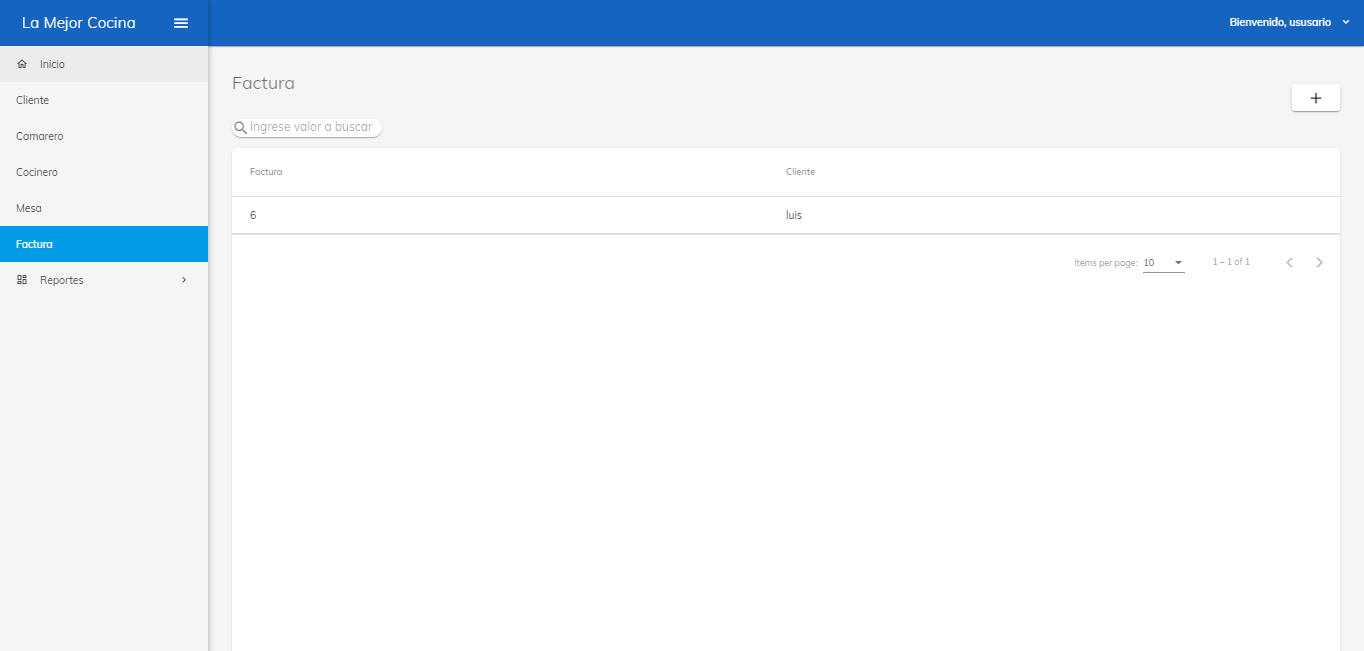 La Mejor Cocina
Bienvenido, ususario
Inicio
Cliente
Camarero
Cocinero
Mesa
Factura
Reportes
Factura
Ingrese valor a buscar
Factura Cliente
6 luis
Items per page: 10 1 – 1 of 1